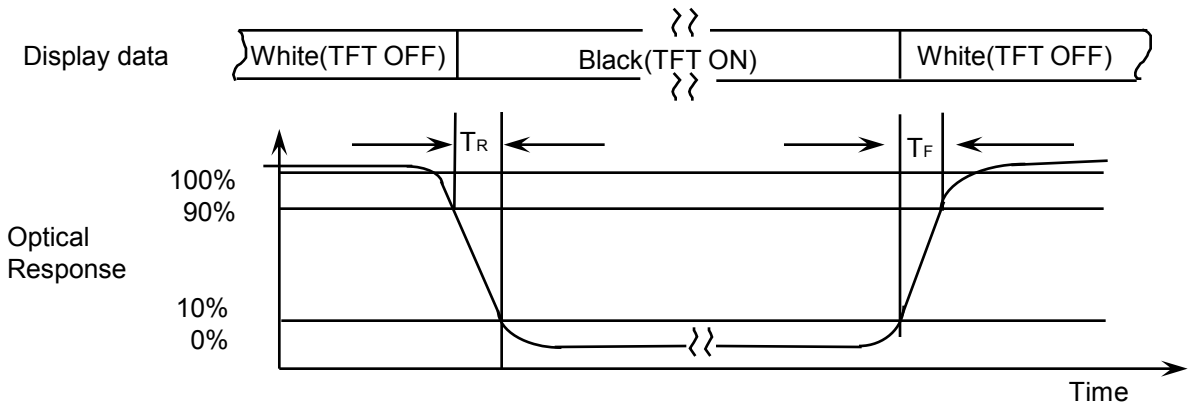 Display data
White(TFT OFF) Black(TFT ON) White(TFT OFF)
TR TF
100%
90%
Optical
Response
10%
0%
Time